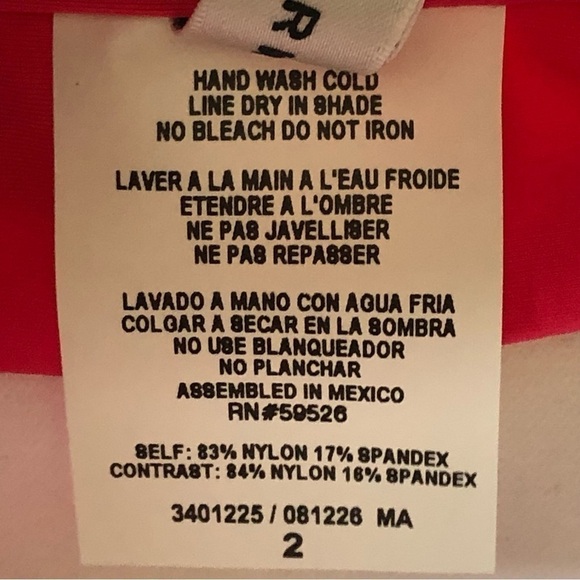 HAND WASH COLD
LINE DRY IN SHADE
NO BLEACH DO NOT IRON
LAVER A LA MAIN A L'EAU FROIDE
ETENDRE A L'OMBRE
NE PAS JAVELLISER
NE PAS REPASSER
LAVADO A MANO CON AGUA FRIA
COLGAR A SECAR EN LA SOMBRA
NO USE BLANQUEADOR
NO PLANCHAR
ASSEMBLED IN MEXICO
RN#59526
SELF: 83% NYLON 17% SPANDEX
CONTRAST: 84% NYLON 16% SPANDEX
3401225 / 081226 MA
2